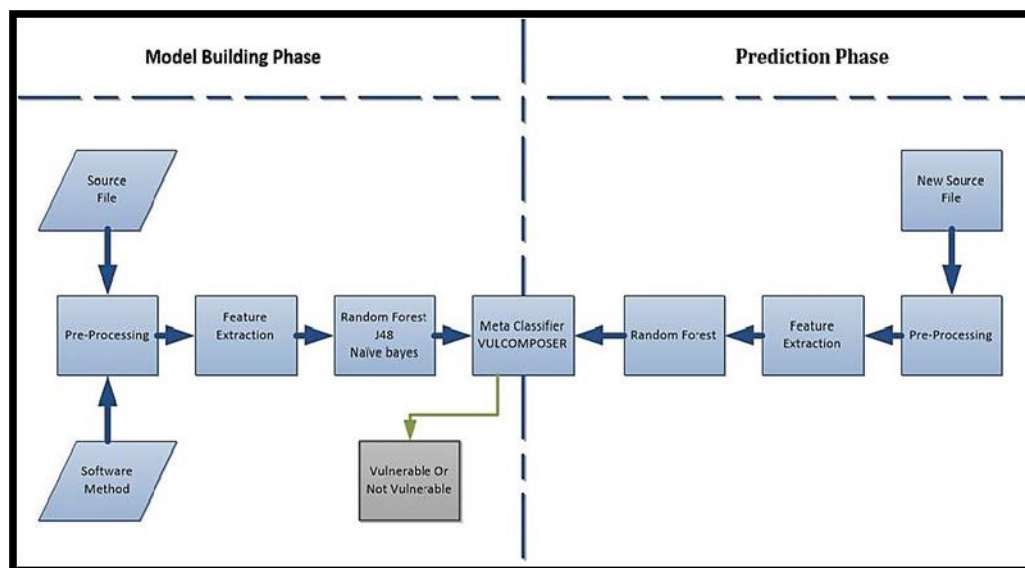 Model Building Phase
Prediction Phase
Source
File
New Source
File
Pre-Processing
Feature
Extraction
Random Forest
J48
Naïve bayes
Meta Classifier
VULCOMPOSER
Random Forest
Feature
Extraction
Pre-Processing
Software
Method
Vulnerable Or
Not Vulnerable